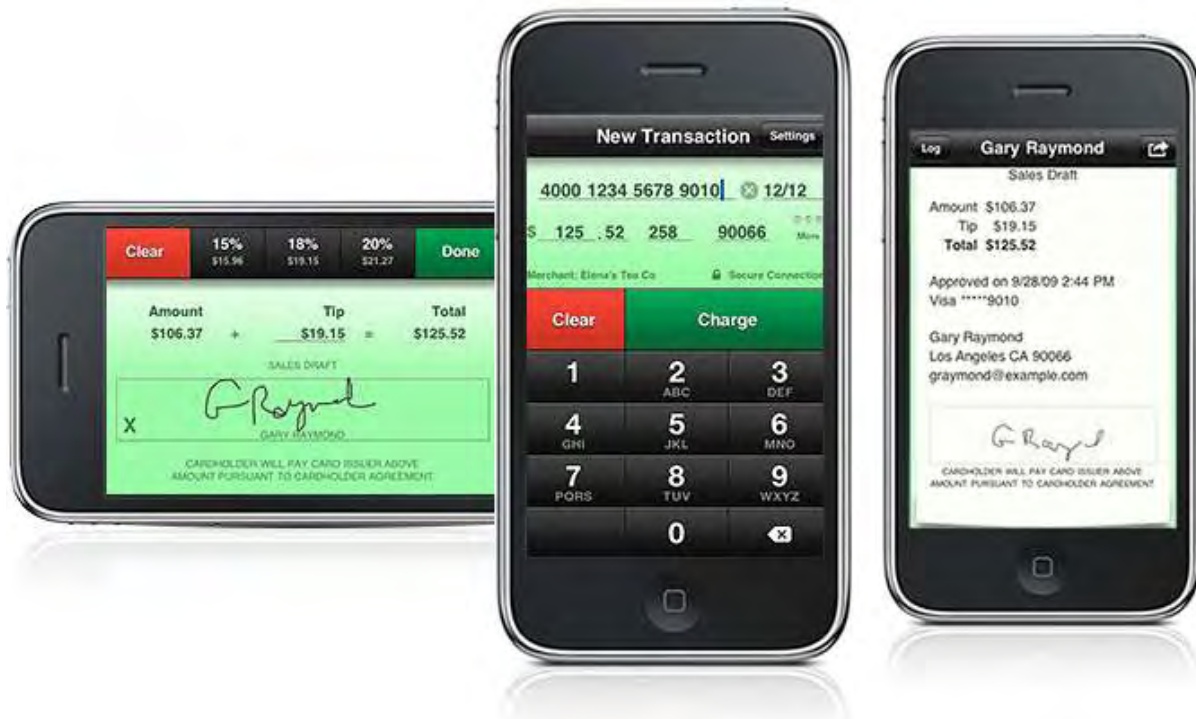 Clear 15% 18% 20% Done
$15.96 $19.15 $21.27
Amount Tip Total
$106.37 + $19.15 = $125.52
SALES DRAFT
G Raymond
X
GARY RAYMOND
CARDHOLDER WILL PAY CARD ISSUER ABOVE
AMOUNT PURSUANT TO CARDHOLDER AGREEMENT
New Transaction Settings
4000 1234 5678 9010 12/12
$ 125 .52 258 90066 More
Merchant: Elena's Tea Co Secure Connection
Clear Charge
1 2 3
ABC DEF
4 5 6
GHI JKL MNO
7 8 9
PQRS TUV WXYZ
0
Log Gary Raymond
Sales Draft
Amount $106.37
Tip $19.15
Total $125.52
Approved on 9/28/09 2:44 PM
Visa *****9010
Gary Raymond
Los Angeles CA 90066
graymond@example.com
CARDHOLDER WILL PAY CARD ISSUER ABOVE
AMOUNT PURSUANT TO CARDHOLDER AGREEMENT